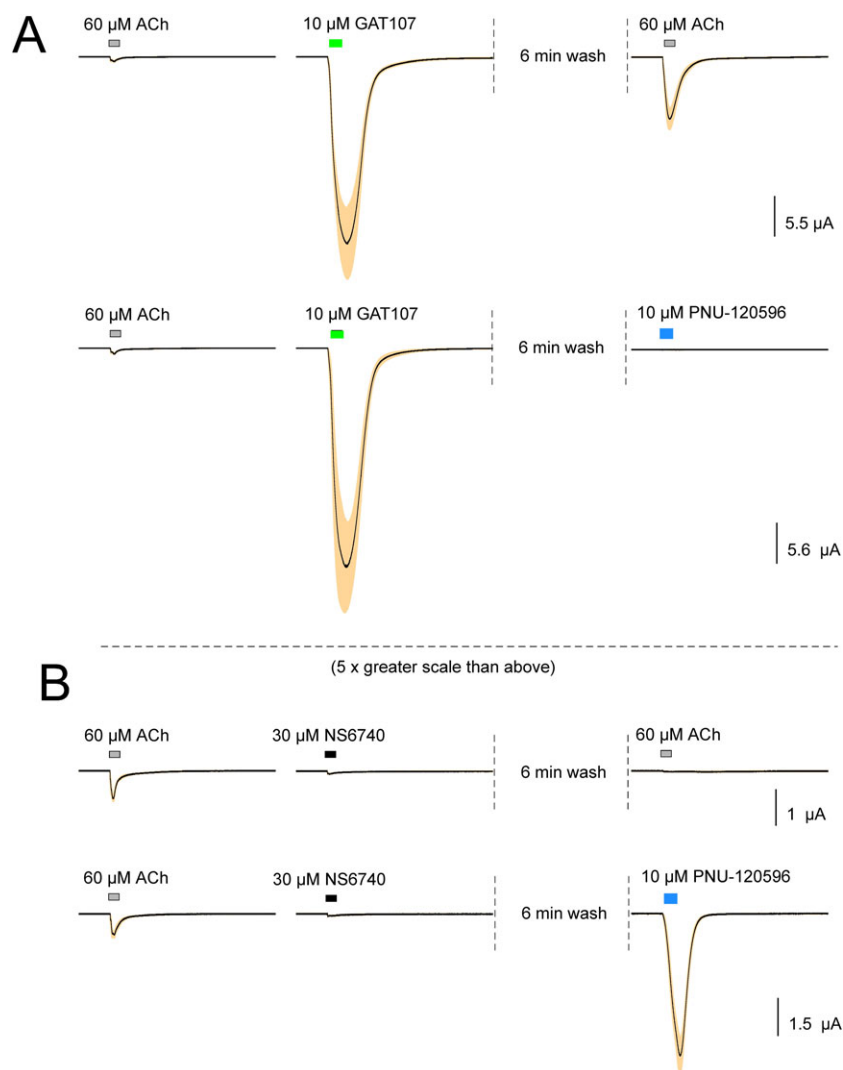 A
60 µM ACh
10 µM GAT107
60 µM ACh
6 min wash
5.5 µA
60 µM ACh
10 µM GAT107
10 µM PNU-120596
6 min wash
5.6 µA
(5 x greater scale than above)
B
60 µM ACh
30 µM NS6740
60 µM ACh
6 min wash
1 µA
60 µM ACh
30 µM NS6740
10 µM PNU-120596
6 min wash
1.5 µA